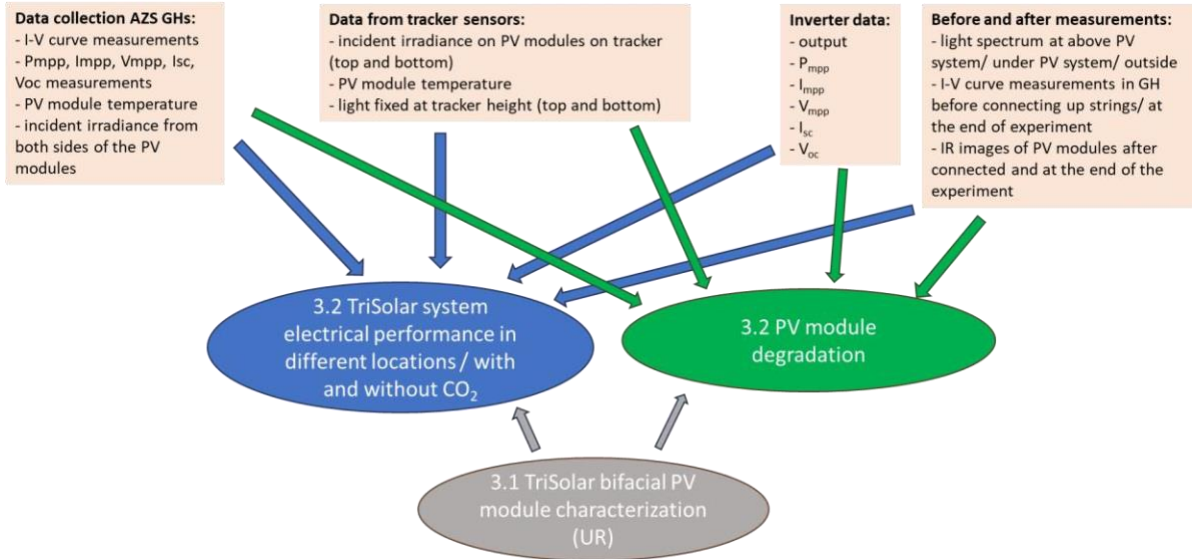 Data collection AZS GHs:
- I-V curve measurements
- Pmpp, Impp, Vmpp, Isc,
Voc measurements
- PV module temperature
- incident irradiance from
both sides of the PV
modules
Data from tracker sensors:
- incident irradiance on PV modules on tracker
(top and bottom)
- PV module temperature
- light fixed at tracker height (top and bottom)
Inverter data:
- output
- Pmpp
- Impp
- Vmpp
- Isc
- Voc
Before and after measurements:
- light spectrum at above PV
system/ under PV system/ outside
- I-V curve measurements in GH
before connecting up strings/ at
the end of experiment
- IR images of PV modules after
connected and at the end of the
experiment
3.2 TriSolar system
electrical performance in
different locations / with
and without CO2
3.2 PV module
degradation
3.1 TriSolar bifacial PV
module characterization
(UR)